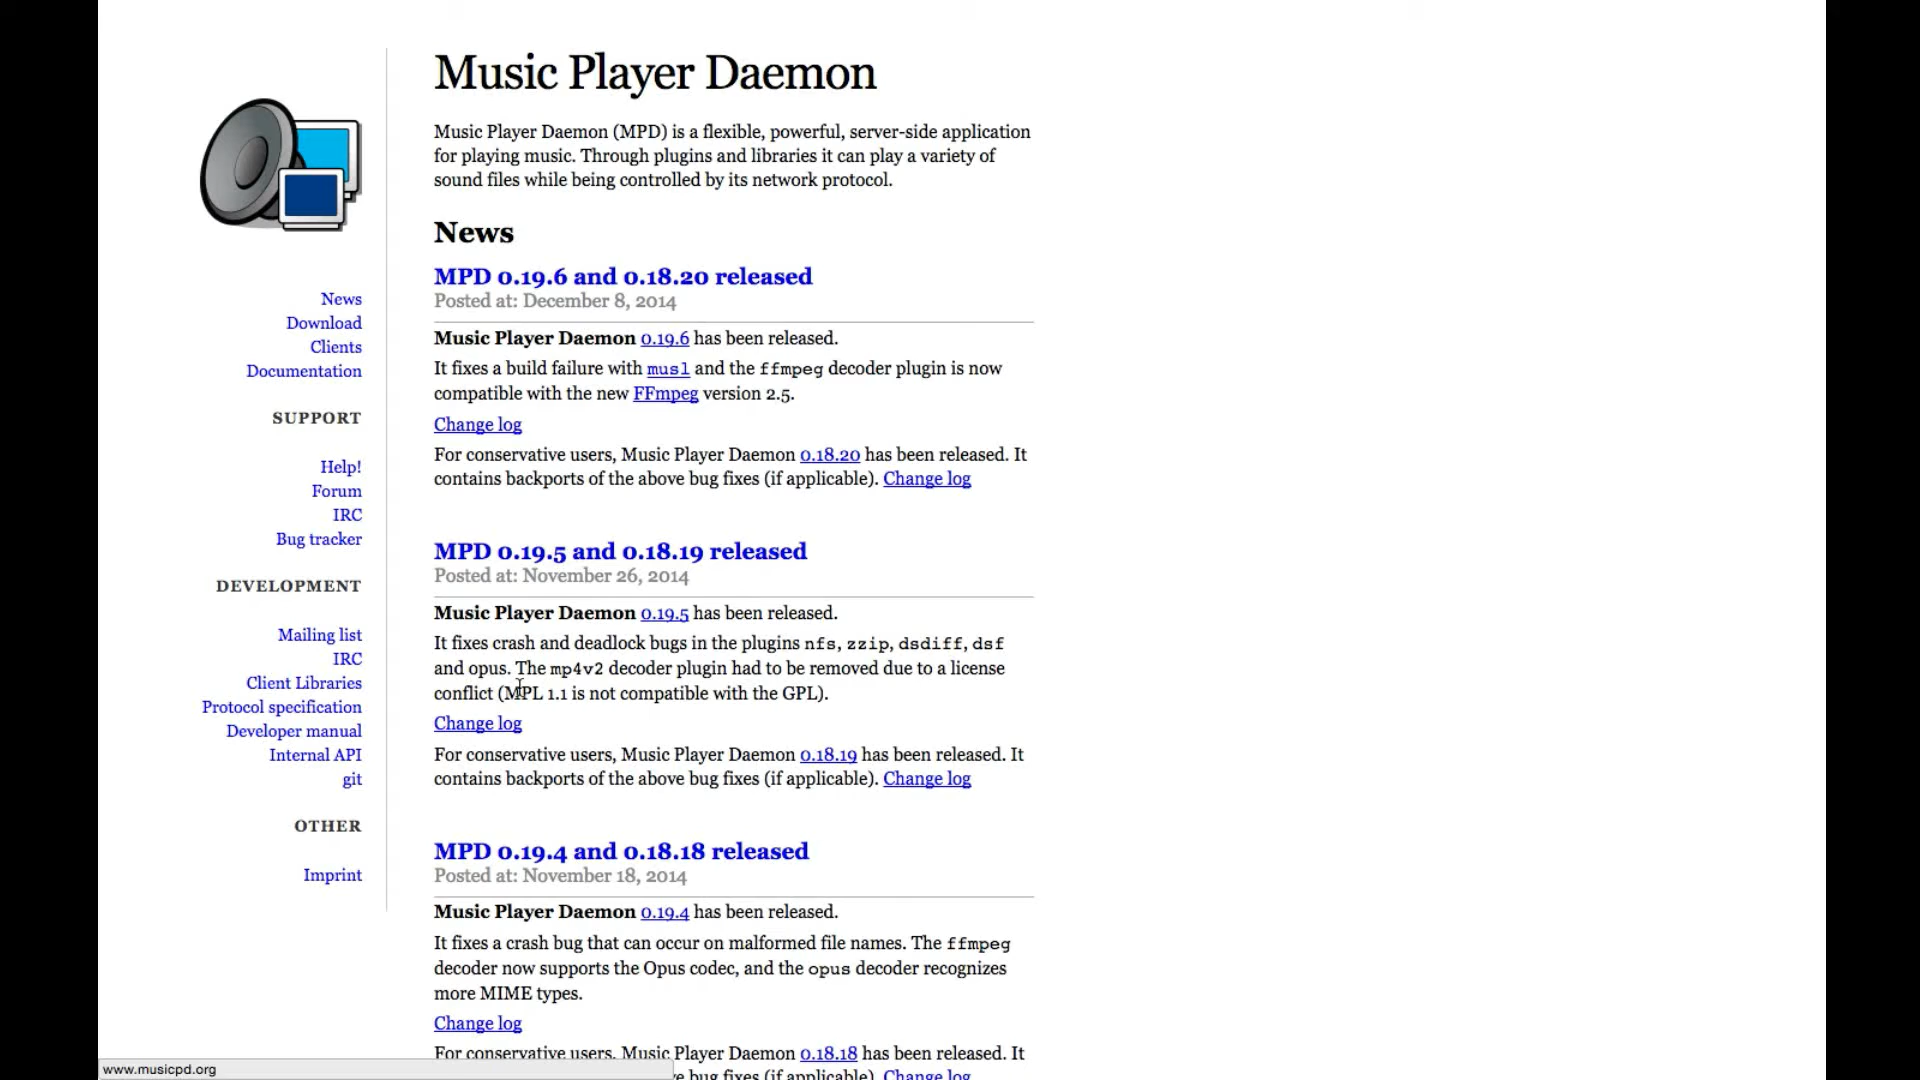 Music Player Daemon
Music Player Daemon (MPD) is a flexible, powerful, server-side application
for playing music. Through plugins and libraries it can play a variety of
sound files while being controlled by its network protocol.
News
Download
Clients
Documentation
SUPPORT
Help!
Forum
IRC
Bug tracker
DEVELOPMENT
Mailing list
IRC
Client Libraries
Protocol specification
Developer manual
Internal API
git
OTHER
Imprint
News
MPD 0.19.6 and 0.18.20 released
Posted at: December 8, 2014
Music Player Daemon 0.19.6 has been released.
It fixes a build failure with musl and the ffmpeg decoder plugin is now
compatible with the new FFmpeg version 2.5.
Change log
For conservative users, Music Player Daemon 0.18.20 has been released. It
contains backports of the above bug fixes (if applicable). Change log
MPD 0.19.5 and 0.18.19 released
Posted at: November 26, 2014
Music Player Daemon 0.19.5 has been released.
It fixes crash and deadlock bugs in the plugins nfs, zzip, dsdiff, dsf
and opus. The mp4v2 decoder plugin had to be removed due to a license
conflict (MPL 1.1 is not compatible with the GPL).
Change log
For conservative users, Music Player Daemon 0.18.19 has been released. It
contains backports of the above bug fixes (if applicable). Change log
MPD 0.19.4 and 0.18.18 released
Posted at: November 18, 2014
Music Player Daemon 0.19.4 has been released.
It fixes a crash bug that can occur on malformed file names. The ffmpeg
decoder now supports the Opus codec, and the opus decoder recognizes
more MIME types.
Change log
For conservative users, Music Player Daemon 0.18.18 has been released. It
e bug fixes (if applicable). Change log
www.musicpd.org